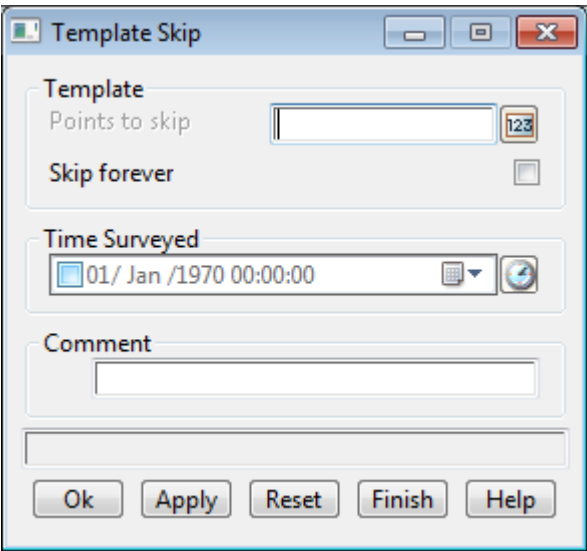 Template Skip
Template
Points to skip
123
Skip forever
Time Surveyed
01/ Jan /1970 00:00:00
Comment
Ok Apply Reset Finish Help